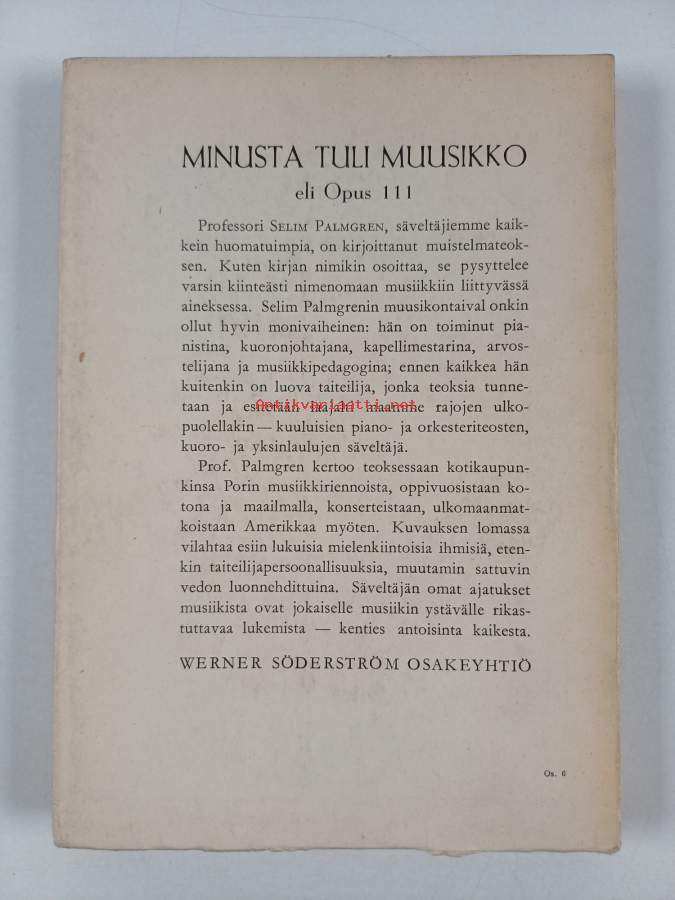 MINUSTA TULI MUUSIKKO
eli Opus 111
Professori SELIM PALMGREN, säveltäjiemme kaik-
kein huomatuimpia, on kirjoittanut muistelmateok-
sen. Kuten kirjan nimikin osoittaa, se pysyttelee
varsin kiinteästi nimenomaan musiikkiin liittyvässä
aineksessa. Selim Palmgrenin muusikontaival onkin
ollut hyvin monivaiheinen: hän on toiminut pia-
nistina, kuoronjohtajana, kapellimestarina, arvos-
telijana ja musiikkipedagogina; ennen kaikkea hän
kuitenkin on luova taiteilija, jonka teoksia tunne-
taan ja esitetään laajalti maamme rajojen ulko-
Antikvariaatti.net
puolellakin — kuuluisien piano- ja orkesteriteosten,
kuoro- ja yksinlaulujen säveltäjä.
Prof. Palmgren kertoo teoksessaan kotikaupun-
kinsa Porin musiikkiriennoista, oppivuosistaan ko-
tona ja maailmalla, konserteistaan, ulkomaanmat-
koistaan Amerikkaa myöten. Kuvauksen lomassa
vilahtaa esiin lukuisia mielenkiintoisia ihmisiä, eten-
kin taiteilijapersoonallisuuksia, muutamin sattuvin
vedon luonnehdittuina. Säveltäjän omat ajatukset
musiikista ovat jokaiselle musiikin ystävälle rikas-
tuttavaa lukemista — kenties antoisinta kaikesta.
WERNER SÖDERSTRÖM OSAKEYHTIÖ
Os. 6